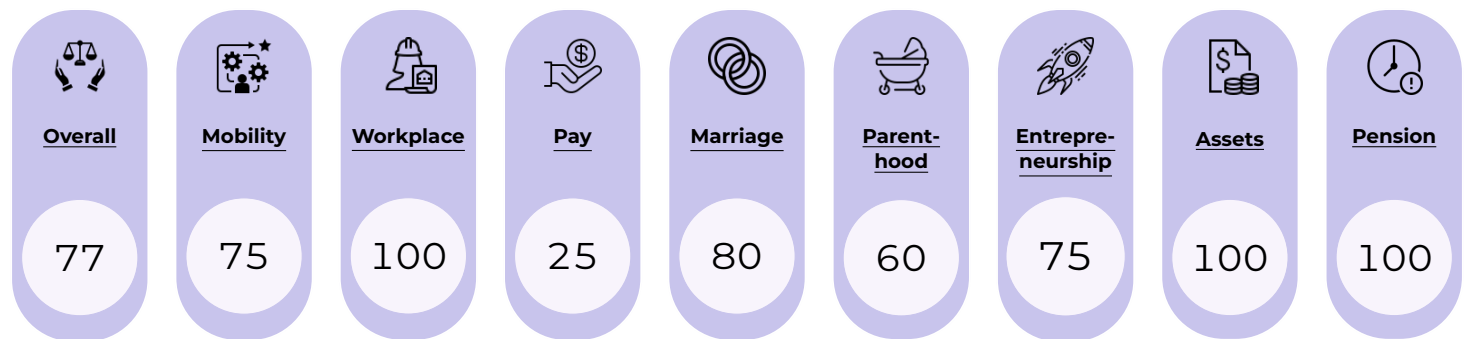 Overall
77
Mobility
75
Workplace
100
Pay
25
Marriage
80
Parent-
hood
60
Entrepre-
neurship
75
Assets
100
Pension
100